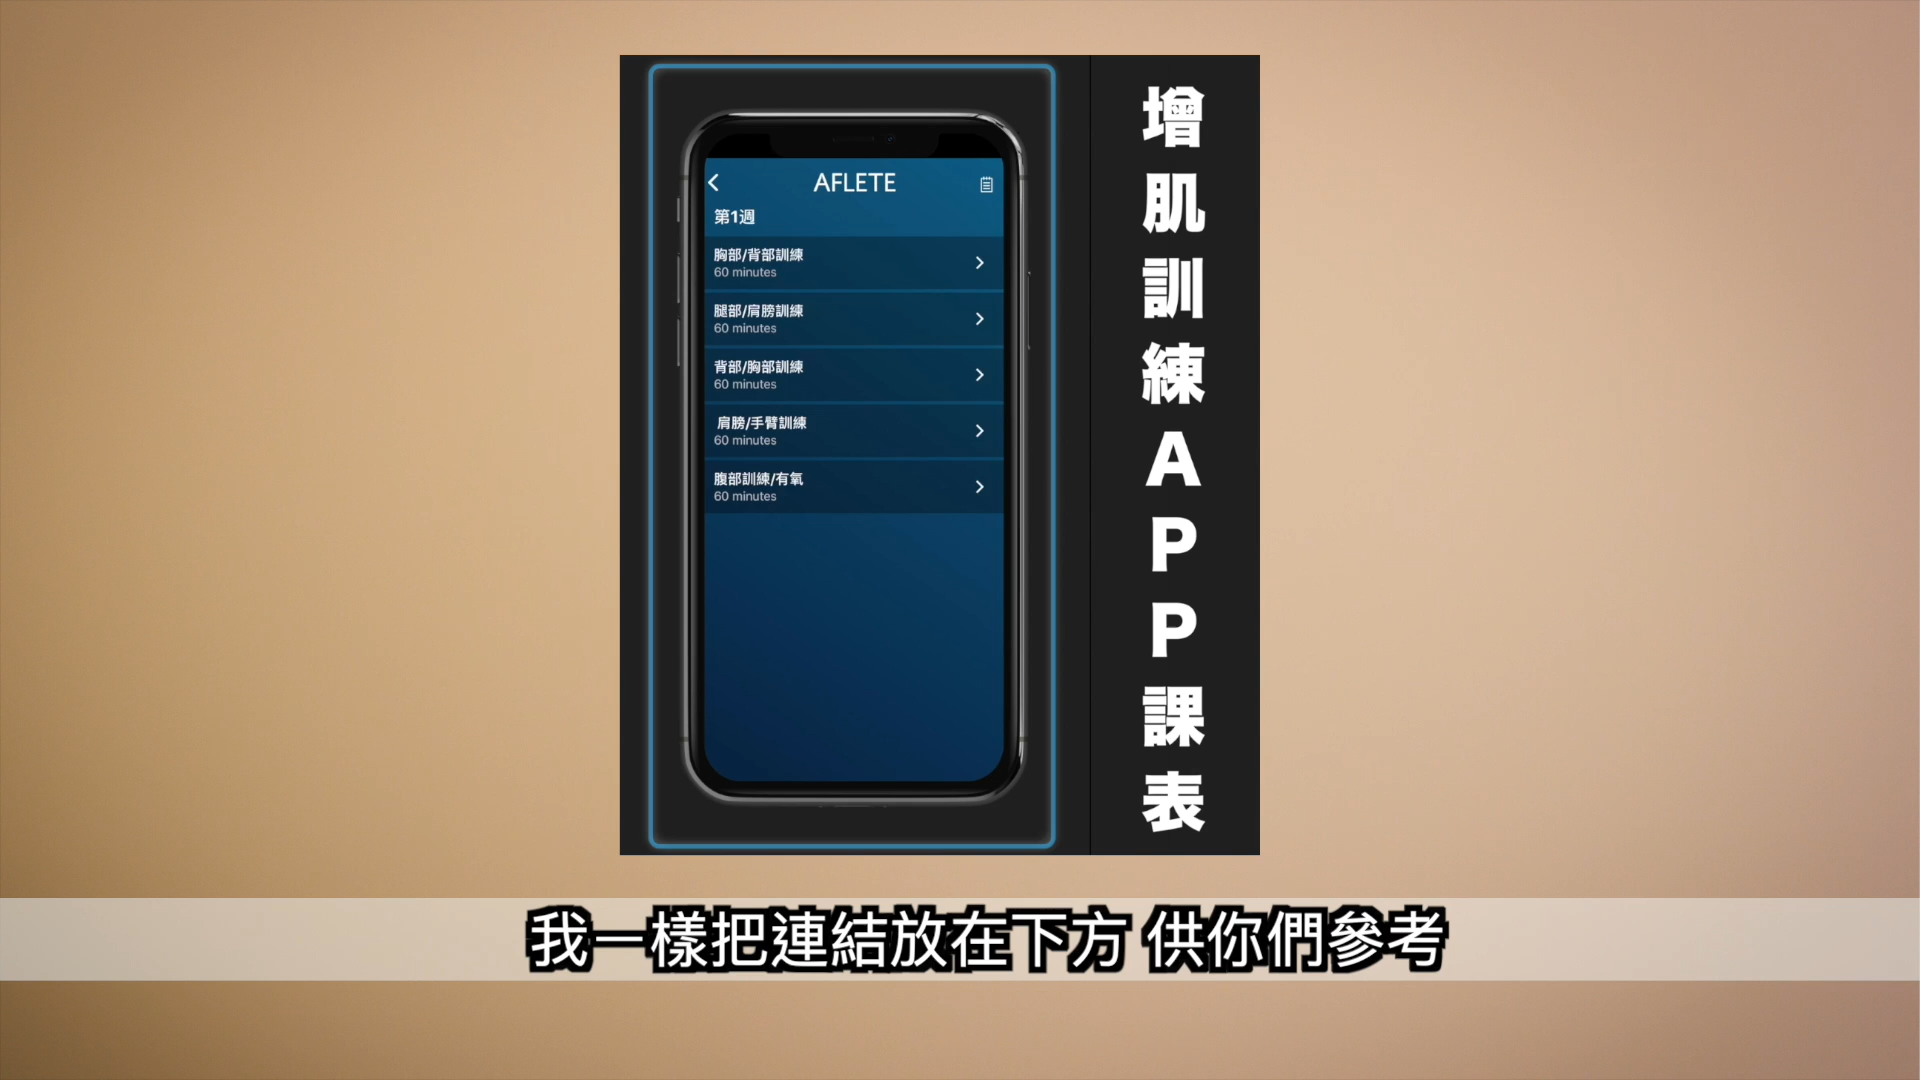 AFLETE
第1週
胸部/背部訓練
60 minutes
腿部/肩膀訓練
60 minutes
背部/胸部訓練
60 minutes
肩膀/手臂訓練
60 minutes
腹部訓練/有氧
60 minutes
增肌訓練APP課表
我一樣把連結放在下方 供你們參考